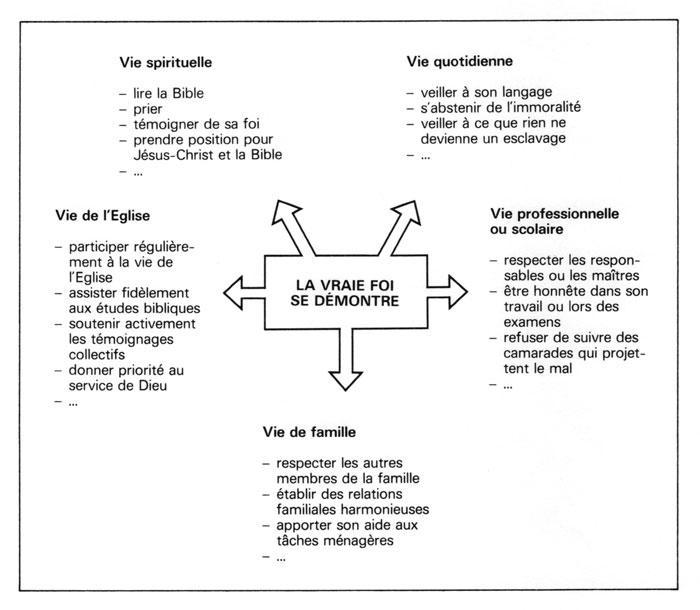 Vie spirituelle
– lire la Bible
– prier
– témoigner de sa foi
– prendre position pour
Jésus-Christ et la Bible
– ...
Vie quotidienne
– veiller à son langage
– s'abstenir de l'immoralité
– veiller à ce que rien ne
devienne un esclavage
– ...
Vie de l'Eglise
– participer régulière-
ment à la vie de
l'Eglise
– assister fidèlement
aux études bibliques
– soutenir activement
les témoignages
collectifs
– donner priorité au
service de Dieu
– ...
LA VRAIE FOI
SE DÉMONTRE
Vie professionnelle
ou scolaire
– respecter les respon-
sables ou les maîtres
– être honnête dans son
travail ou lors des
examens
– refuser de suivre des
camarades qui projet-
tent le mal
– ...
Vie de famille
– respecter les autres
membres de la famille
– établir des relations
familiales harmonieuses
– apporter son aide aux
tâches ménagères
– ...